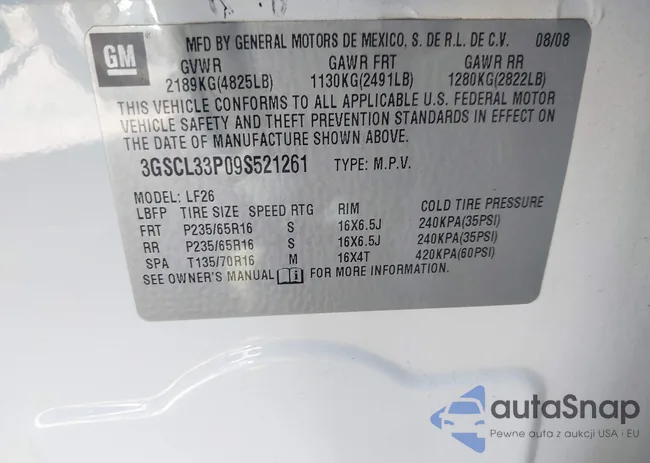 GM
MFD BY GENERAL MOTORS DE MEXICO, S. DE R.L. DE C.V. 08/08
GVWR GAWR FRT GAWR RR
2189KG(4825LB) 1130KG(2491LB) 1280KG(2822LB)
THIS VEHICLE CONFORMS TO ALL APPLICABLE U.S. FEDERAL MOTOR
VEHICLE SAFETY AND THEFT PREVENTION STANDARDS IN EFFECT ON
THE DATE OF MANUFACTURE SHOWN ABOVE.
3GSCL33P09S521261 TYPE: M.P.V.
MODEL: LF26
LBFP TIRE SIZE SPEED RTG RIM COLD TIRE PRESSURE
FRT P235/65R16 S 16X6.5J 240KPA(35PSI)
RR P235/65R16 S 16X6.5J 240KPA(35PSI)
SPA T135/70R16 M 16X4T 420KPA(60PSI)
SEE OWNER'S MANUAL FOR MORE INFORMATION.
autaSnap
Pewne auta z aukcji USA i EU